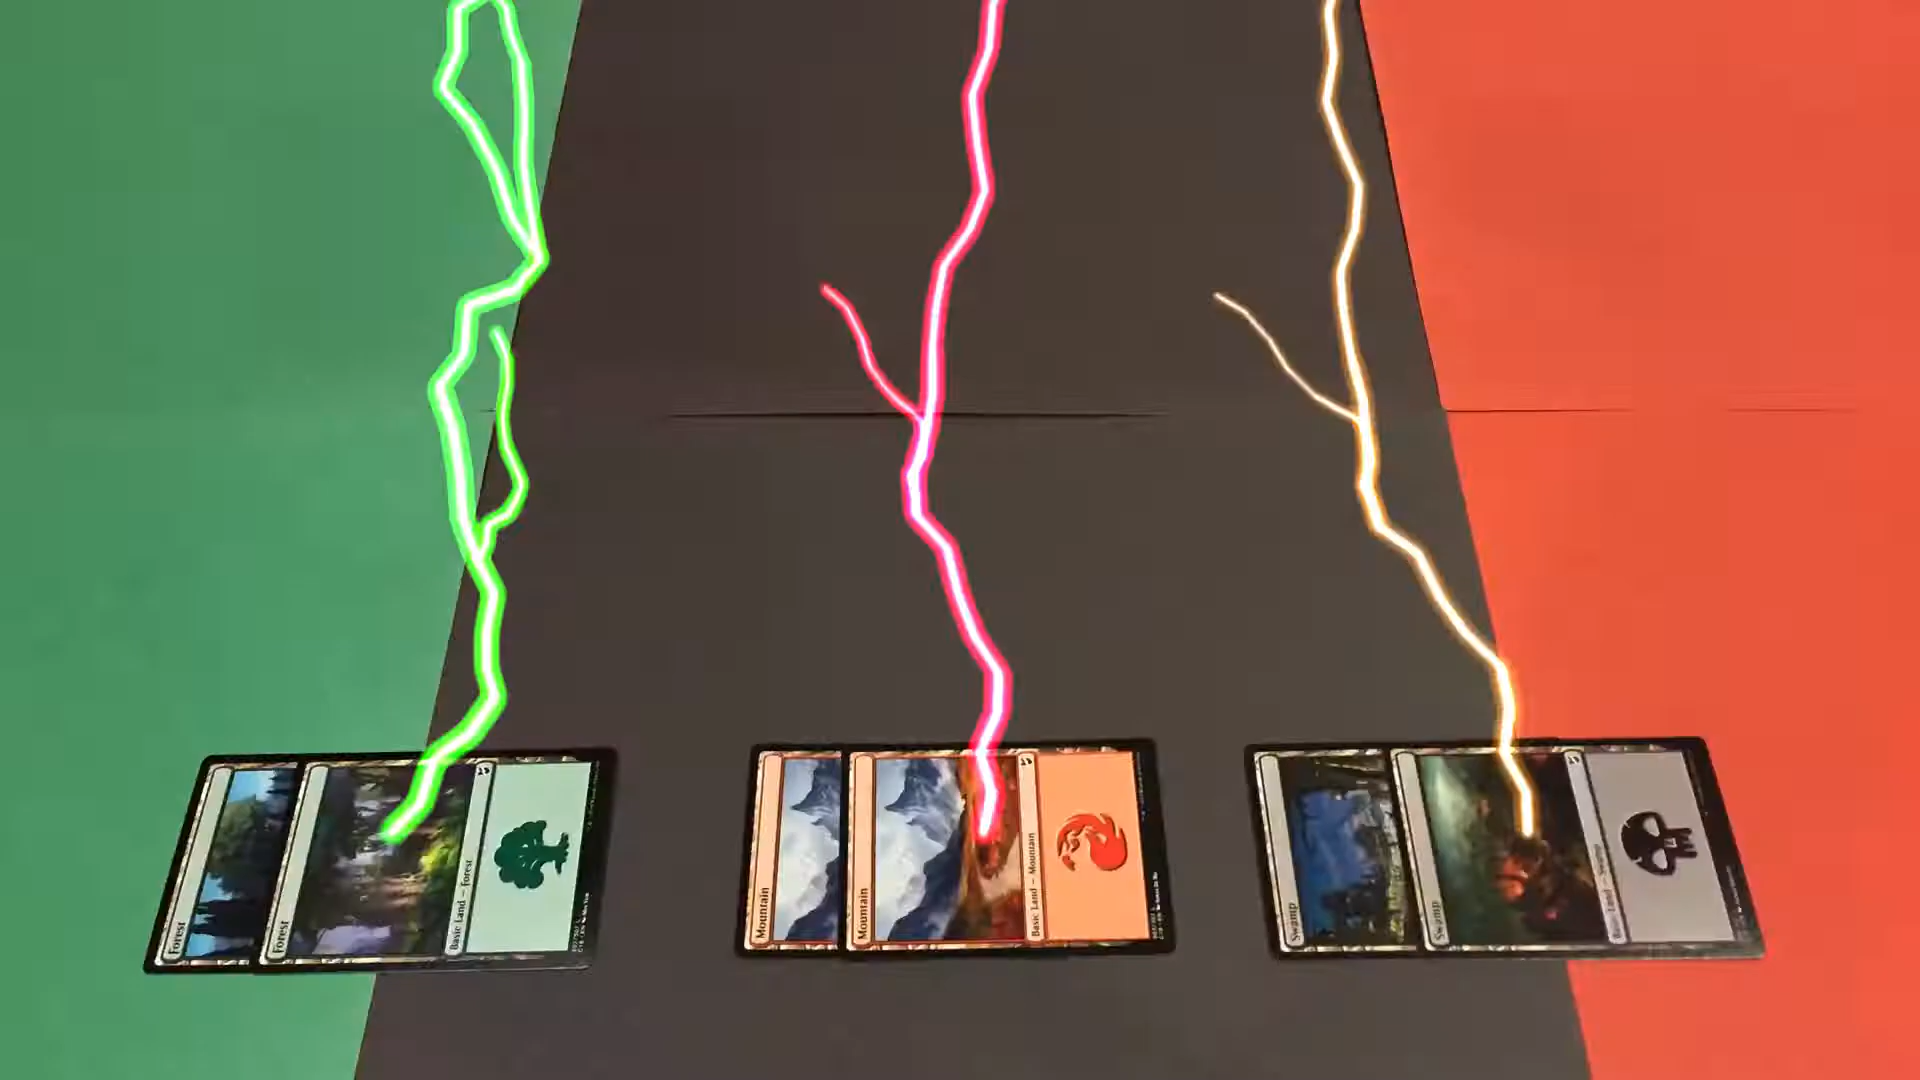 Forest
Forest
Basic Land — Forest
Mountain
Mountain
Basic Land — Mountain
Swamp
Swamp
Basic Land — Swamp